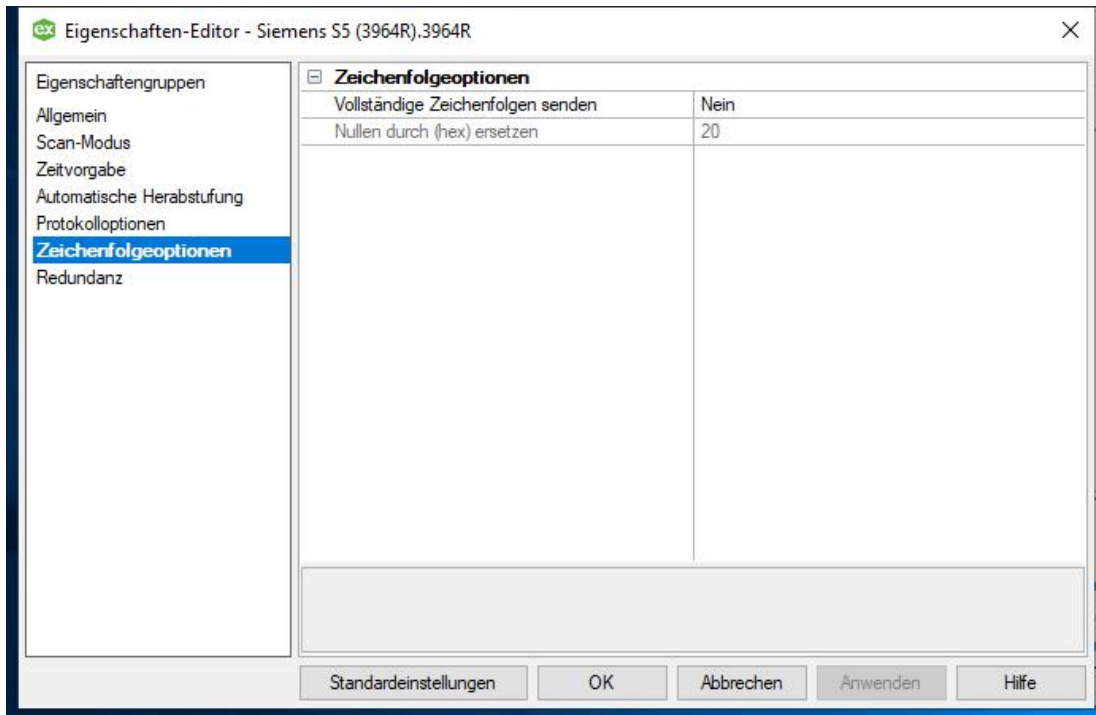 ex Eigenschaften-Editor - Siemens S5 (3964R).3964R
Eigenschaftengruppen
Allgemein
Scan-Modus
Zeitvorgabe
Automatische Herabstufung
Protokolloptionen
Zeichenfolgeoptionen
Redundanz
Zeichenfolgeoptionen
Vollständige Zeichenfolgen senden Nein
Nullen durch (hex) ersetzen 20
Standardeinstellungen OK Abbrechen Anwenden Hilfe